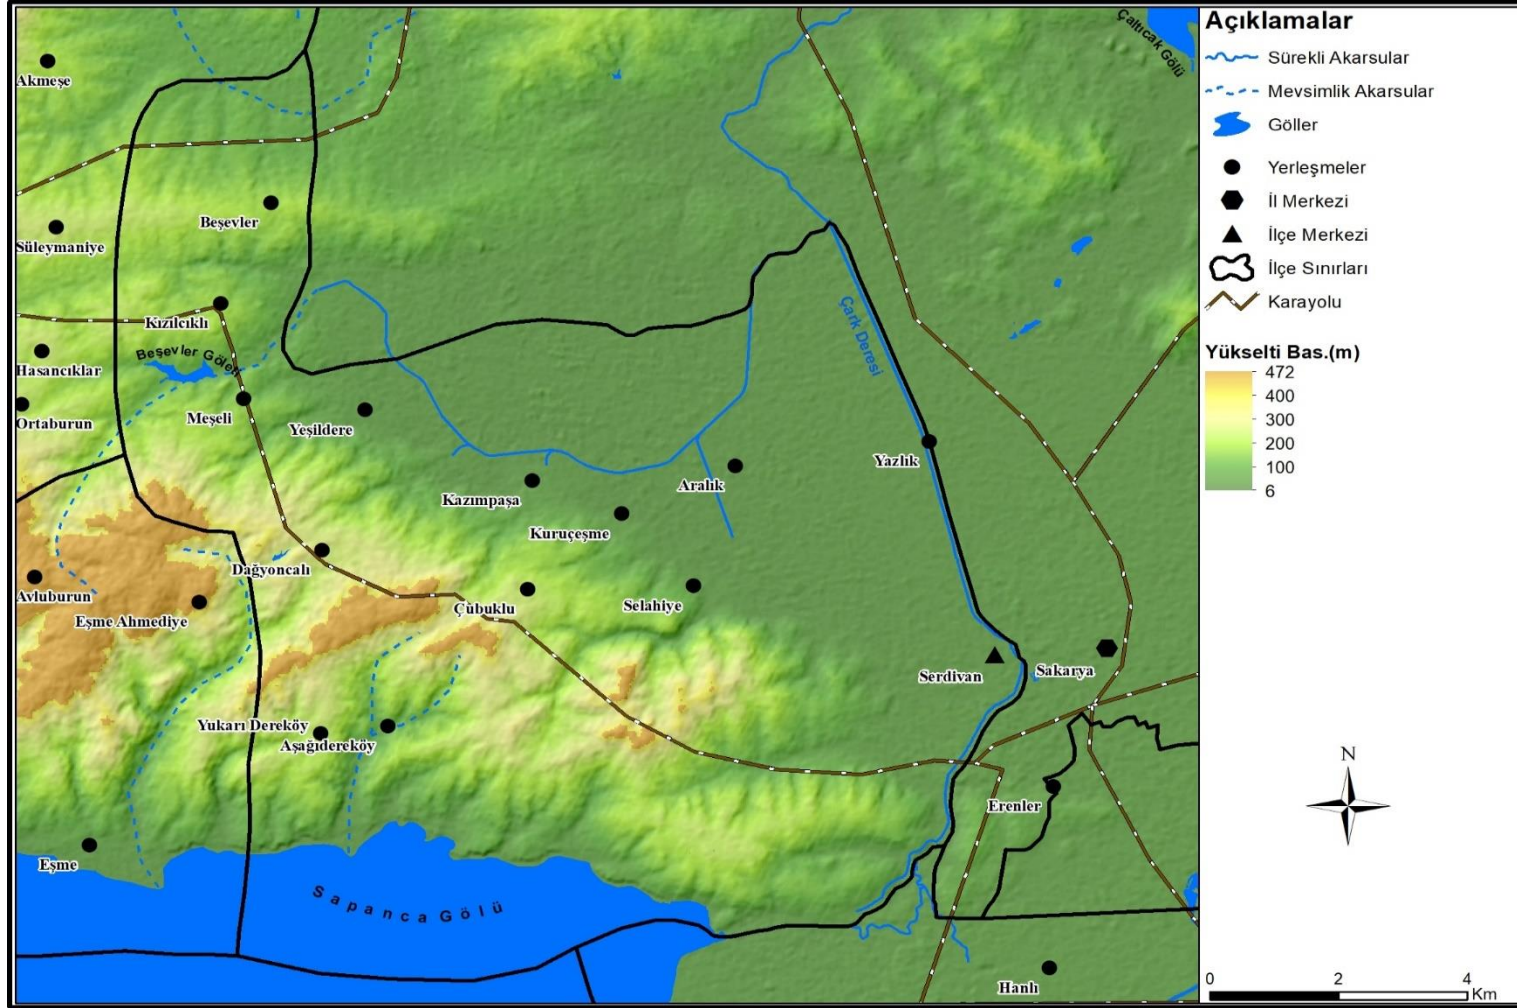 Açıklamalar
Sürekli Akarsular
Mevsimlik Akarsular
Göller
Yerleşmeler
İl Merkezi
İlçe Merkezi
İlçe Sınırları
Karayolu
Yükselti Bas.(m)
472
400
300
200
100
6
N
0 2 4
Km
Çaltıcak Gölü
Akmeşe
Beşevler
Süleymaniye
Kızılcıklı
Beşevler Göleti
Hasancıklar
Ortaburun
Meşeli
Yeşildere
Çark Deresi
Yazlık
Aralık
Kazımpaşa
Kuruçeşme
Dağyoncalı
Avluburun
Eşme Ahmediye
Çubuklu
Selahiye
Serdivan
Sakarya
Yukarı Dereköy
Aşağıdereköy
Erenler
Eşme
Sapanca Gölü
Hanlı